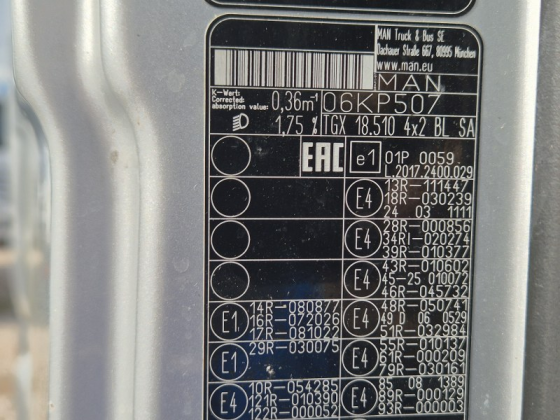 MAN Truck & Bus SE
Dachauer Straße 667, 80995 München
www.man.eu
MAN
K-Wert:
Corrected
absorption value:
0,36m⁻¹
06KP507
1,75 %
TGX 18.510 4x2 BL SA
EAC
e1
01P 0059
L.2017.2400.029
E4
13R-111447
18R-030239
24 03 1111
E4
28R-000856
34RI-020274
39R-010377
E4
43R-010602
45-25 010072
46R-045732
E1
14R-080877
16R-072026
17R-081022
E4
48R-050741
49 D 06 0529
51R-032984
E1
29R-030075
E4
55R-010137
61R-000209
79R-030161
E4
10R-054285
121R-010390
122R-000052
E4
85 08 1389
89R-000126
93R-000003